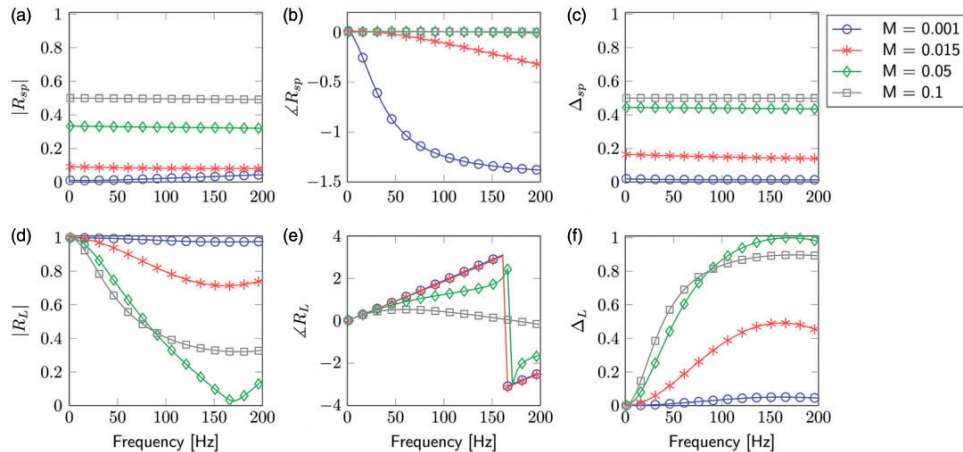 (a)
1
0.8
0.6
0.4
0.2
0
0 50 100 150 200
|R_sp|
(b)
0
−0.5
−1
−1.5
0 50 100 150 200
∡R_sp
(c)
1
0.8
0.6
0.4
0.2
0
0 50 100 150 200
Δ_sp
M = 0.001
M = 0.015
M = 0.05
M = 0.1
(d)
1
0.8
0.6
0.4
0.2
0
0 50 100 150 200
|R_L|
Frequency [Hz]
(e)
4
2
0
−2
−4
0 50 100 150 200
∡R_L
Frequency [Hz]
(f)
1
0.8
0.6
0.4
0.2
0
0 50 100 150 200
Δ_L
Frequency [Hz]